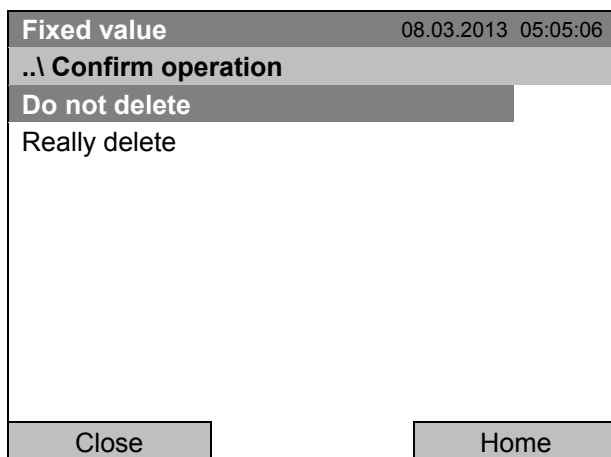 Fixed value 08.03.2013 05:05:06
..\ Confirm operation
Do not delete
Really delete
Close Home